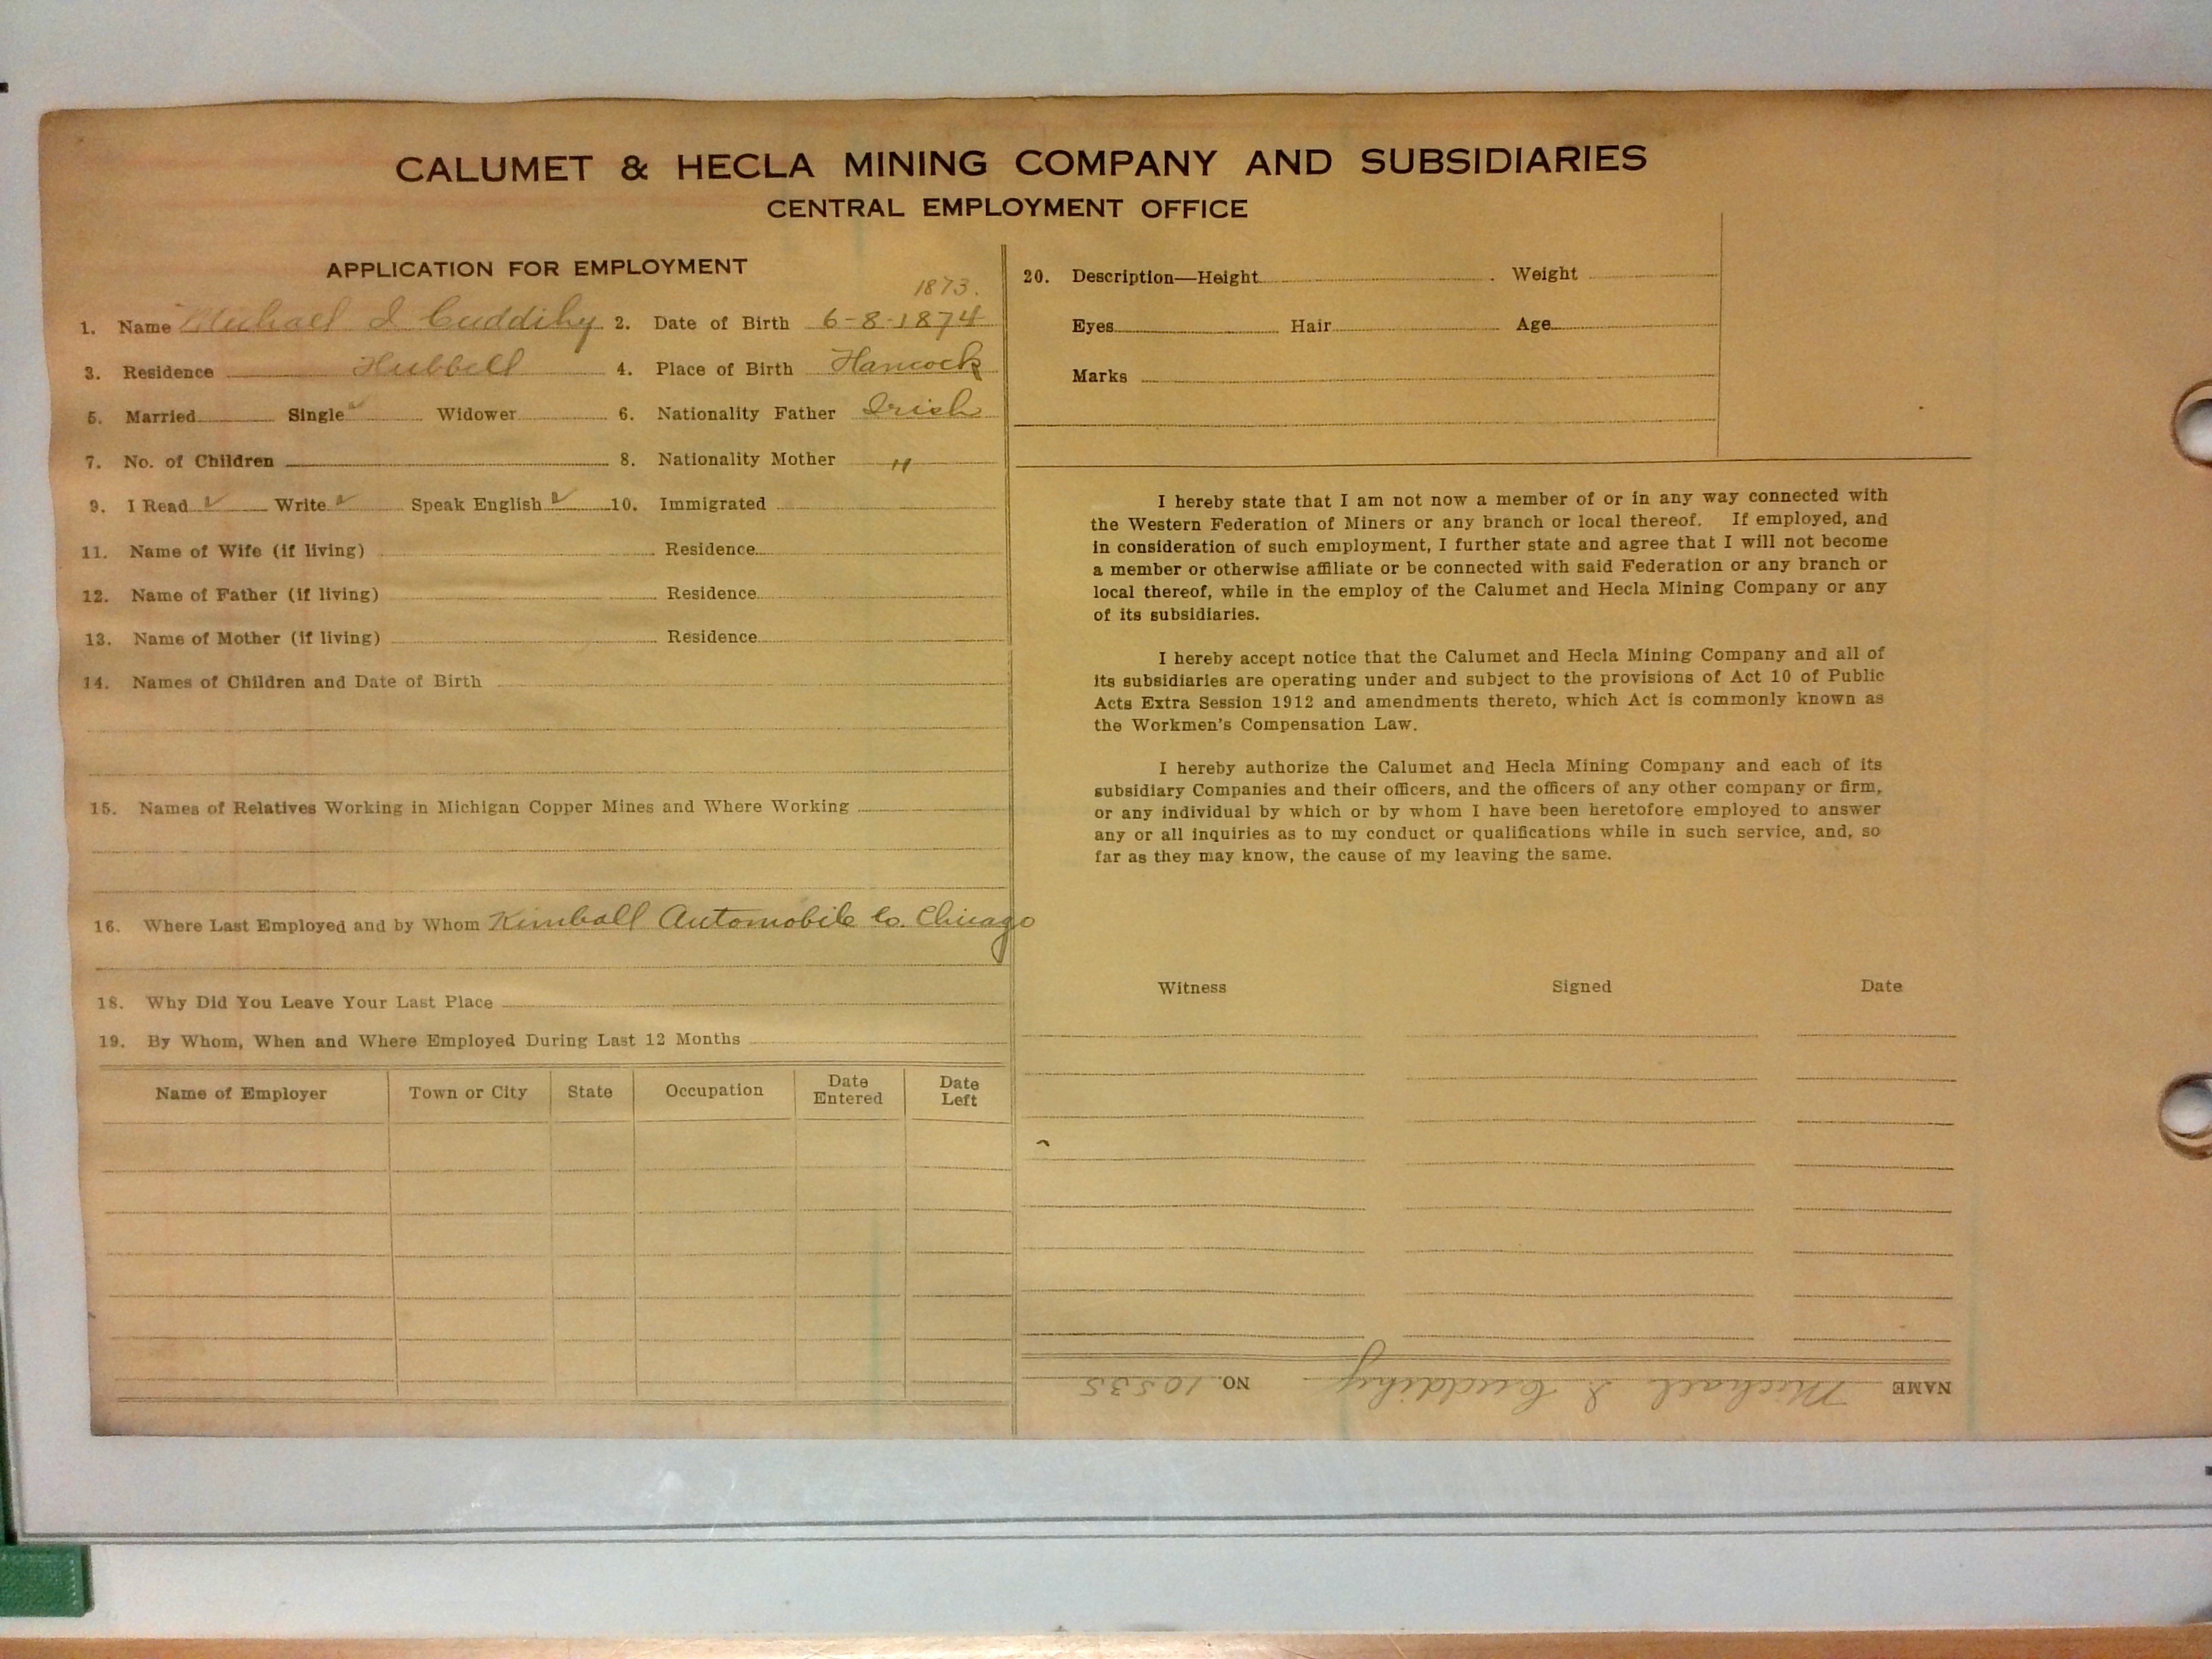 CALUMET & HECLA MINING COMPANY AND SUBSIDIARIES
CENTRAL EMPLOYMENT OFFICE
APPLICATION FOR EMPLOYMENT
1873.
1. Name Michael J Cuddihy 2. Date of Birth 6-8-1874
3. Residence Hubbell 4. Place of Birth Hancock
5. Married Single ✓ Widower 6. Nationality Father Irish
7. No. of Children 8. Nationality Mother "
9. I Read ✓ Write ✓ Speak English ✓ 10. Immigrated
11. Name of Wife (if living) Residence
12. Name of Father (if living) Residence
13. Name of Mother (if living) Residence
14. Names of Children and Date of Birth
15. Names of Relatives Working in Michigan Copper Mines and Where Working
16. Where Last Employed and by Whom Kimball Automobile Co. Chicago
18. Why Did You Leave Your Last Place
19. By Whom, When and Where Employed During Last 12 Months
Name of Employer Town or City State Occupation Date Entered Date Left
20. Description—Height Weight
Eyes Hair Age
Marks
I hereby state that I am not now a member of or in any way connected with
the Western Federation of Miners or any branch or local thereof. If employed, and
in consideration of such employment, I further state and agree that I will not become
a member or otherwise affiliate or be connected with said Federation or any branch or
local thereof, while in the employ of the Calumet and Hecla Mining Company or any
of its subsidiaries.
I hereby accept notice that the Calumet and Hecla Mining Company and all of
its subsidiaries are operating under and subject to the provisions of Act 10 of Public
Acts Extra Session 1912 and amendments thereto, which Act is commonly known as
the Workmen's Compensation Law.
I hereby authorize the Calumet and Hecla Mining Company and each of its
subsidiary Companies and their officers, and the officers of any other company or firm,
or any individual by which or by whom I have been heretofore employed to answer
any or all inquiries as to my conduct or qualifications while in such service, and, so
far as they may know, the cause of my leaving the same.
Witness Signed Date
NAME Michael J Cuddihy NO. 10535